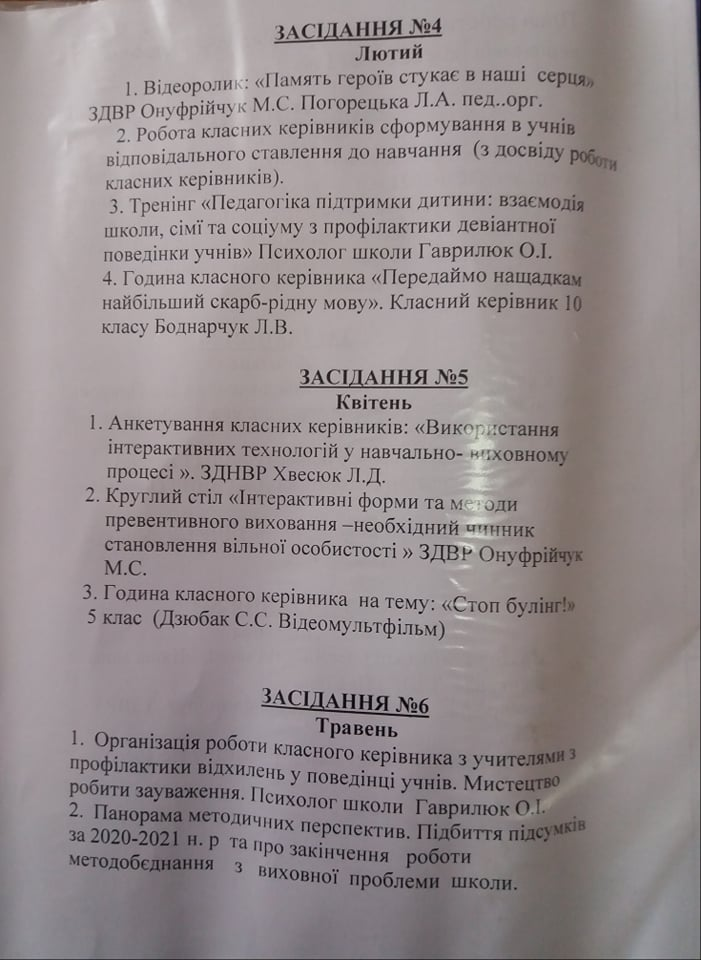 ЗАСІДАННЯ №4
Лютий
1. Відеоролик: «Память героїв стукає в наші серця»
ЗДВР Онуфрійчук М.С. Погорецька Л.А. пед..орг.
2. Робота класних керівників сформування в учнів
відповідального ставлення до навчання (з досвіду роботи
класних керівників).
3. Тренінг «Педагогіка підтримки дитини: взаємодія
школи, сімї та соціуму з профілактики девіантної
поведінки учнів» Психолог школи Гаврилюк О.І.
4. Година класного керівника «Передаймо нащадкам
найбільший скарб-рідну мову». Класний керівник 10
класу Боднарчук Л.В.
ЗАСІДАННЯ №5
Квітень
1. Анкетування класних керівників: «Використання
інтерактивних технологій у навчально- виховному
процесі ». ЗДНВР Хвесюк Л.Д.
2. Круглий стіл «Інтерактивні форми та методи
превентивного виховання –необхідний чинник
становлення вільної особистості » ЗДВР Онуфрійчук
М.С.
3. Година класного керівника на тему: «Стоп булінг!»
5 клас (Дзюбак С.С. Відеомультфільм)
ЗАСІДАННЯ №6
Травень
1. Організація роботи класного керівника з учителями з
профілактики відхилень у поведінці учнів. Мистецтво
робити зауваження. Психолог школи Гаврилюк О.І.
2. Панорама методичних перспектив. Підбиття підсумків
за 2020-2021 н. р та про закінчення роботи
методобєднання з виховної проблеми школи.